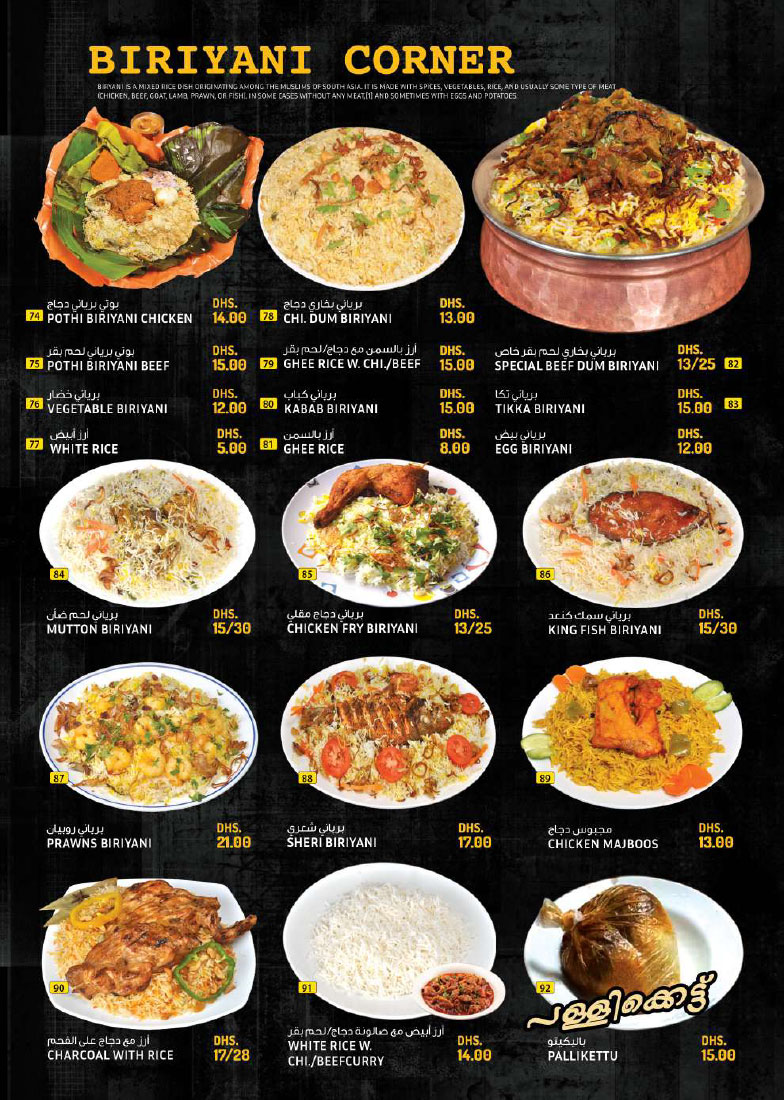 BIRIYANI CORNER
BIRYANI IS A MIXED RICE DISH ORIGINATING AMONG THE MUSLIMS OF SOUTH ASIA. IT IS MADE WITH SPICES, VEGETABLES, RICE, AND USUALLY SOME TYPE OF MEAT
(CHICKEN, BEEF, GOAT, LAMB, PRAWN, OR FISH), IN SOME CASES WITHOUT ANY MEAT,[1] AND SOMETIMES WITH EGGS AND POTATOES.
بوتي برياني دجاج
74 POTHI BIRIYANI CHICKEN DHS. 14.00
برياني بخاري دجاج
78 CHI. DUM BIRIYANI DHS. 13.00
بوتي برياني لحم بقر
75 POTHI BIRIYANI BEEF DHS. 15.00
أرز بالسمن مع دجاج/لحم بقر
79 GHEE RICE W. CHI./BEEF DHS. 15.00
برياني بخاري لحم بقر خاص
SPECIAL BEEF DUM BIRIYANI DHS. 13/25 82
برياني خضار
76 VEGETABLE BIRIYANI DHS. 12.00
برياني كباب
80 KABAB BIRIYANI DHS. 15.00
برياني تكا
TIKKA BIRIYANI DHS. 15.00 83
أرز أبيض
77 WHITE RICE DHS. 5.00
أرز بالسمن
81 GHEE RICE DHS. 8.00
برياني بيض
EGG BIRIYANI DHS. 12.00
84
برياني لحم ضأن
MUTTON BIRIYANI DHS. 15/30
85
برياني دجاج مقلي
CHICKEN FRY BIRIYANI DHS. 13/25
86
برياني سمك كنعد
KING FISH BIRIYANI DHS. 15/30
87
برياني روبيان
PRAWNS BIRIYANI DHS. 21.00
88
برياني شعري
SHERI BIRIYANI DHS. 17.00
89
مجبوس دجاج
CHICKEN MAJBOOS DHS. 13.00
90
أرز مع دجاج على الفحم
CHARCOAL WITH RICE DHS. 17/28
91
أرز أبيض مع صالونة دجاج/لحم بقر
WHITE RICE W.
CHI./BEEFCURRY DHS. 14.00
92
പള്ളിക്കെട്ട്
باليكيتو
PALLIKETTU DHS. 15.00